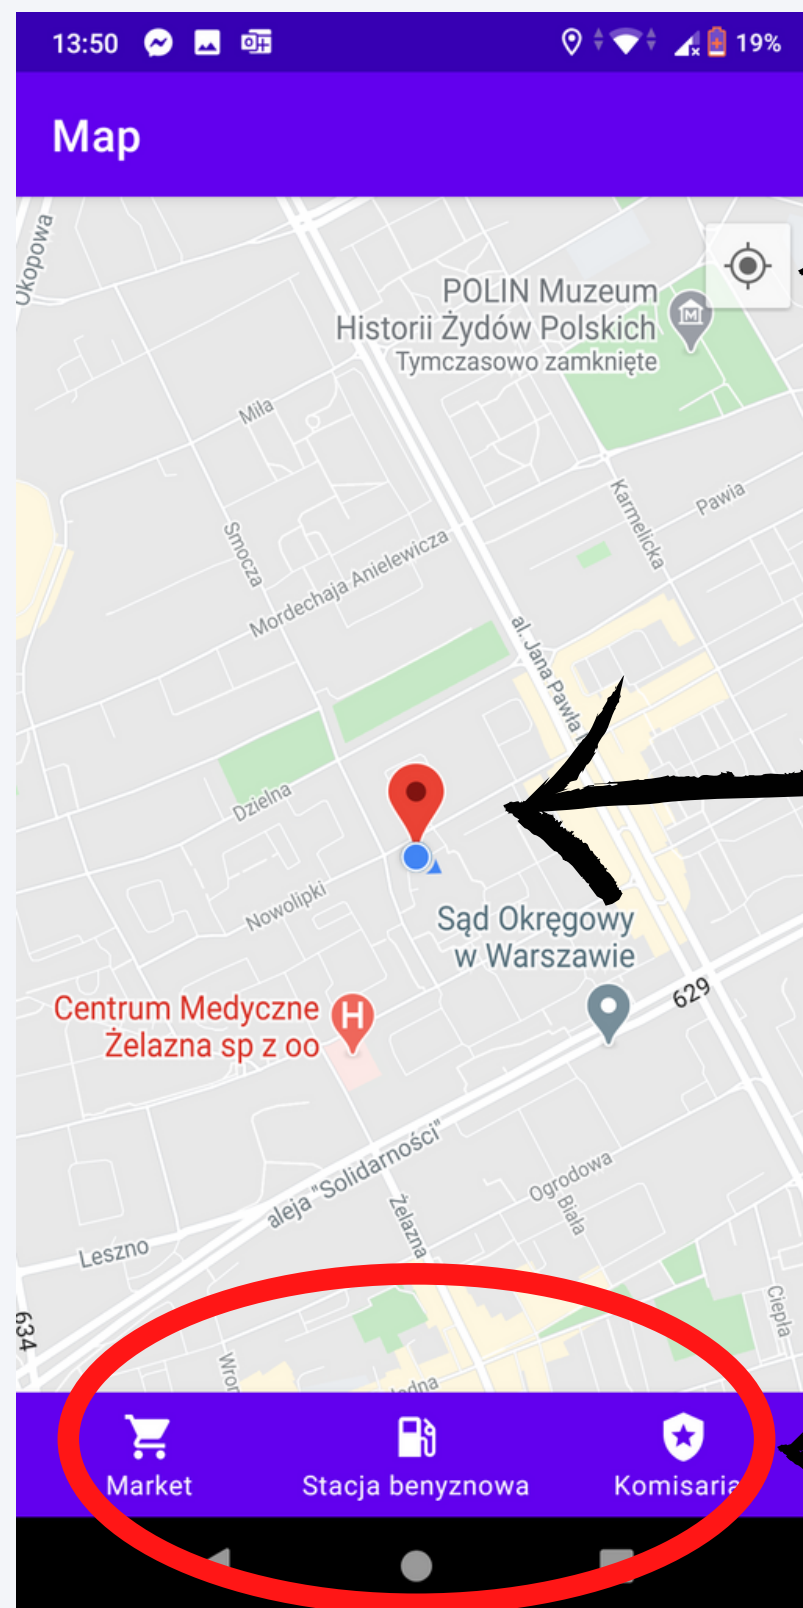 13:50
19%
Map
Okopowa
POLIN Muzeum
Historii Żydów Polskich
Tymczasowo zamknięte
Miła
Smocza
Karmelicka
Pawia
Mordechaja Anielewicza
al. Jana Pawła I
Dzielna
Nowolipki
Sąd Okręgowy
w Warszawie
629
Centrum Medyczne
Żelazna sp z oo
aleja "Solidarności"
Ogrodowa
Biała
Żelazna
Leszno
Ciepła
634
Market
Stacja benyznowa
Komisaria